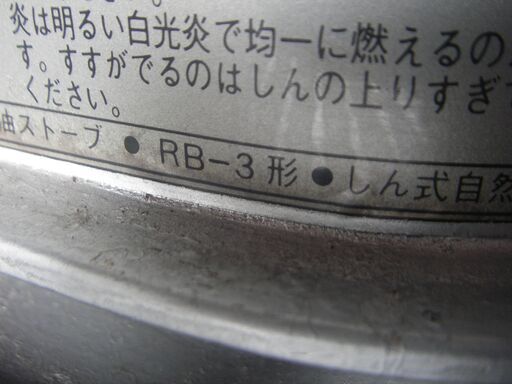 炎は明るい白光炎で均一に燃えるの
す。すすがでるのはしんの上りすぎ
ください。
油ストーブ ● RB-3形 ● しん式自然